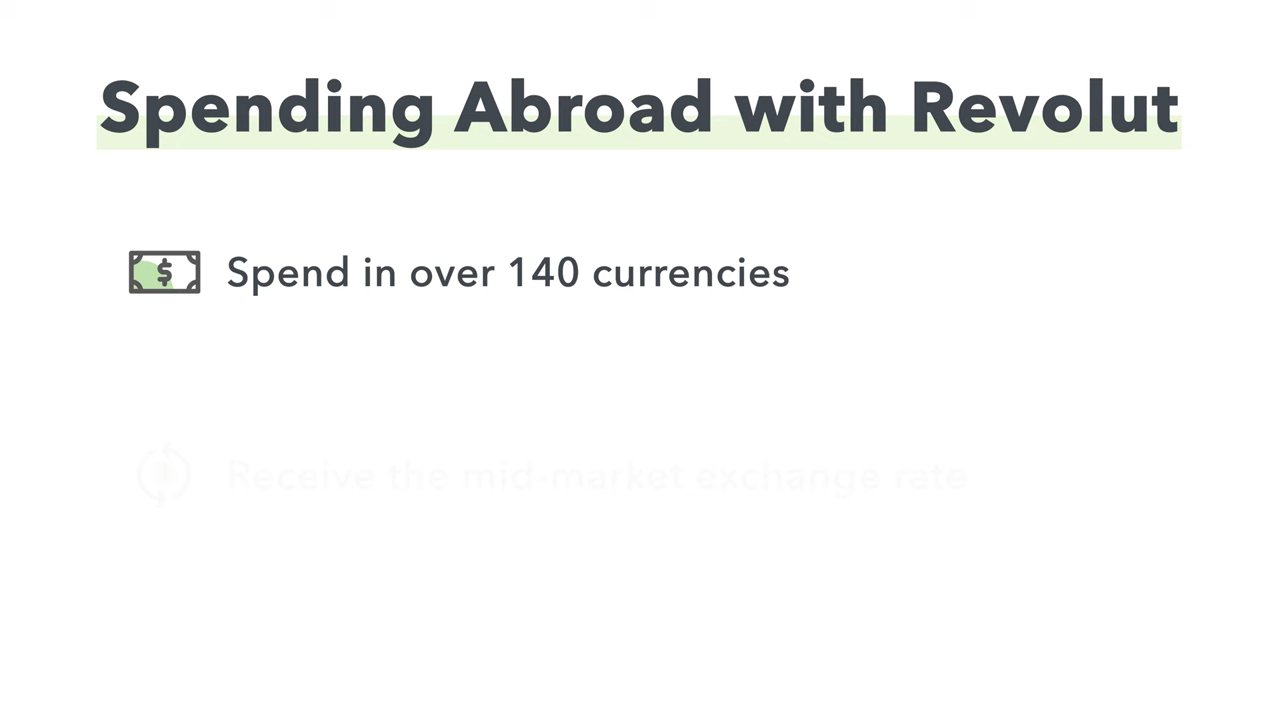 Spending Abroad with Revolut
Spend in over 140 currencies
Receive the mid-market exchange rate